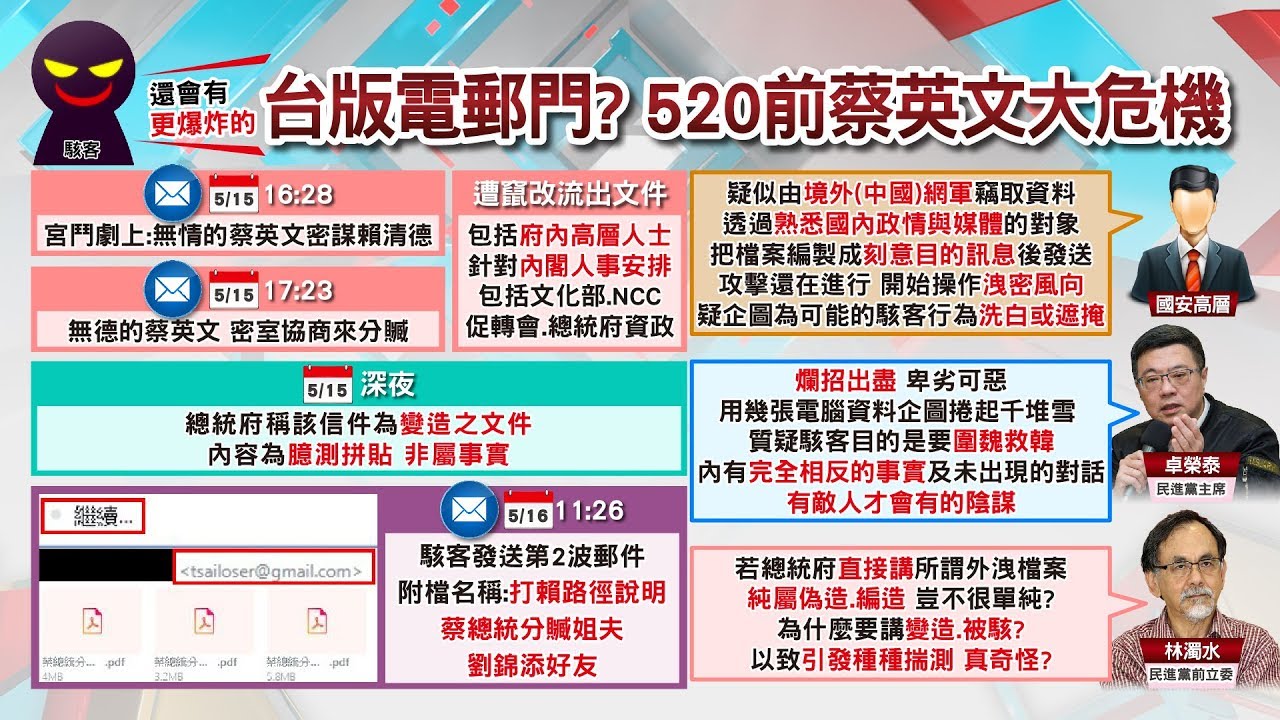 駭客
還會有
更爆炸的
台版電郵門? 520前蔡英文大危機
5/15 16:28
宮鬥劇上:無情的蔡英文密謀賴清德
5/15 17:23
無德的蔡英文 密室協商來分贓
遭竄改流出文件
包括府內高層人士
針對內閣人事安排
包括文化部.NCC
促轉會.總統府資政
5/15 深夜
總統府稱該信件為變造之文件
內容為臆測拼貼 非屬事實
繼續...
<tsailoser@gmail.com>
蔡總統分... .pdf
4MB
蔡總統分... .pdf
3.2MB
蔡總統分... .pdf
5.8MB
5/16 11:26
駭客發送第2波郵件
附檔名稱:打賴路徑說明
蔡總統分贓姐夫
劉錦添好友
疑似由境外(中國)網軍竊取資料
透過熟悉國內政情與媒體的對象
把檔案編製成刻意目的訊息後發送
攻擊還在進行 開始操作洩密風向
疑企圖為可能的駭客行為洗白或遮掩
國安高層
爛招出盡 卑劣可惡
用幾張電腦資料企圖捲起千堆雪
質疑駭客目的是要圍魏救韓
內有完全相反的事實及未出現的對話
有敵人才會有的陰謀
卓榮泰
民進黨主席
若總統府直接講所謂外洩檔案
純屬偽造.編造 豈不很單純?
為什麼要講變造.被駭?
以致引發種種揣測 真奇怪?
林濁水
民進黨前立委